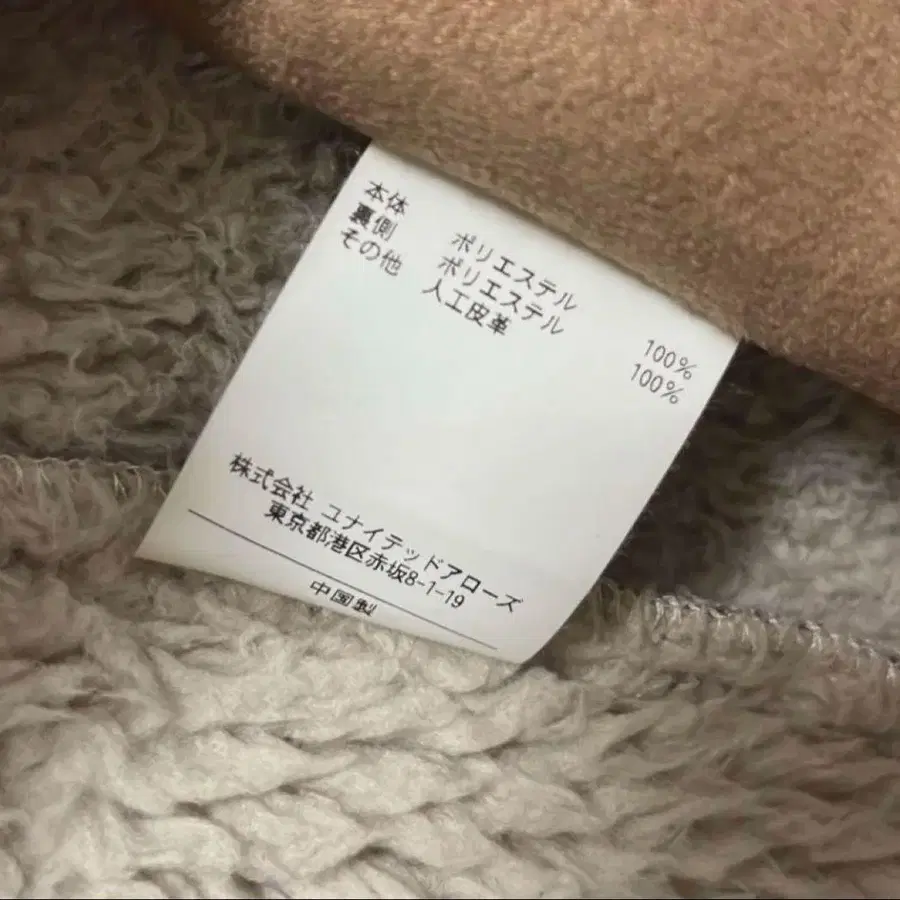 本体 ポリエステル 100%
裏側 ポリエステル 100%
その他 人工皮革
株式会社 ユナイテッドアローズ
東京都港区赤坂8-1-19
中国製